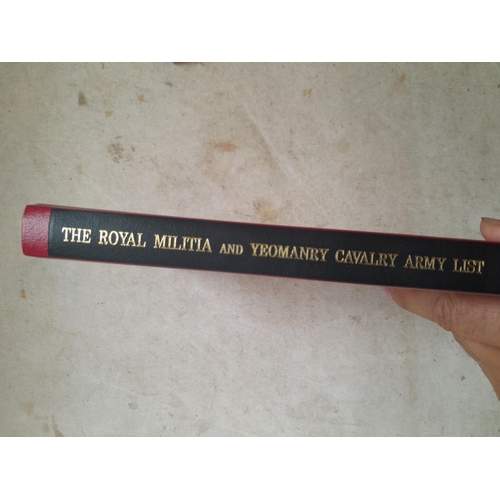 THE ROYAL MILITIA AND YEOMANRY CAVALRY ARMY LIST